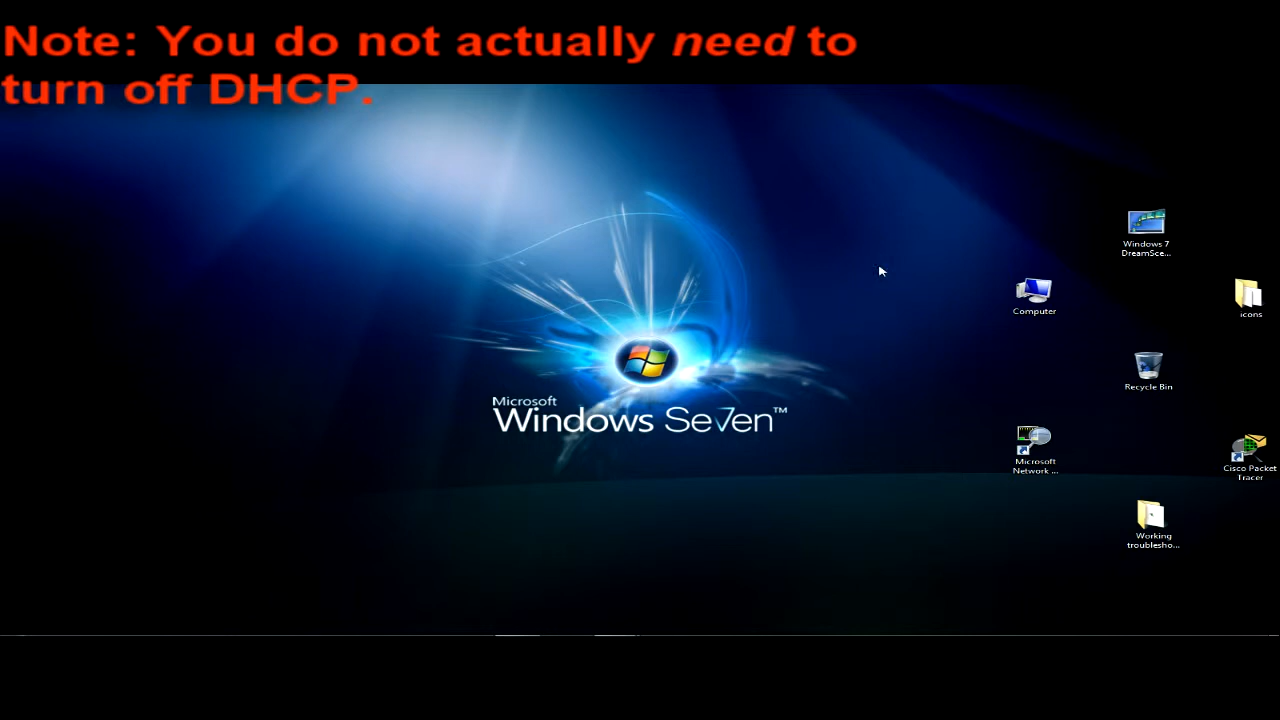 Note: You do not actually need to
turn off DHCP.
Windows 7
DreamSce...
Computer
icons
Recycle Bin
Microsoft
Windows Se7en™
Microsoft
Network ...
Cisco Packet
Tracer
Working
troublesho...